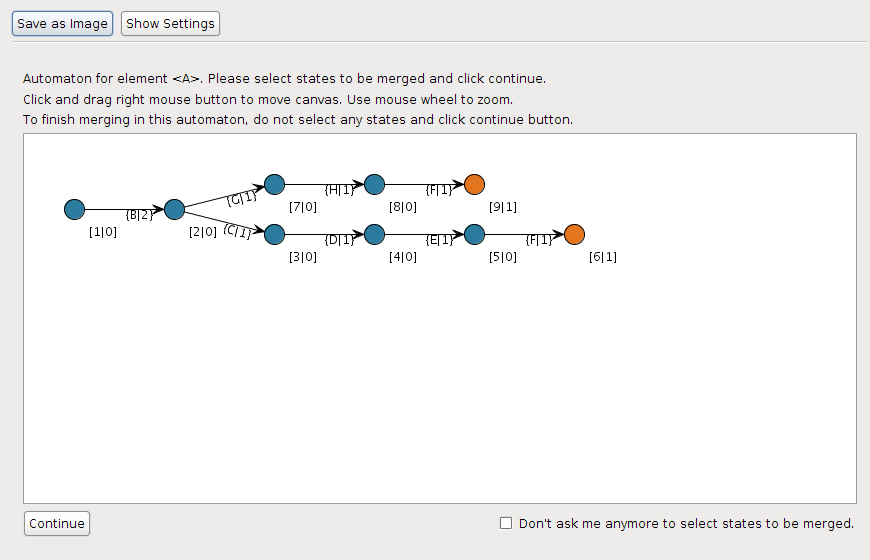 Save as Image Show Settings
Automaton for element <A>. Please select states to be merged and click continue.
Click and drag right mouse button to move canvas. Use mouse wheel to zoom.
To finish merging in this automaton, do not select any states and click continue button.
{G|1} {H|1} {F|1}
[7|0] [8|0] [9|1]
{B|2}
[1|0] [2|0] {C|1} {D|1} {E|1} {F|1}
[3|0] [4|0] [5|0] [6|1]
Continue Don't ask me anymore to select states to be merged.